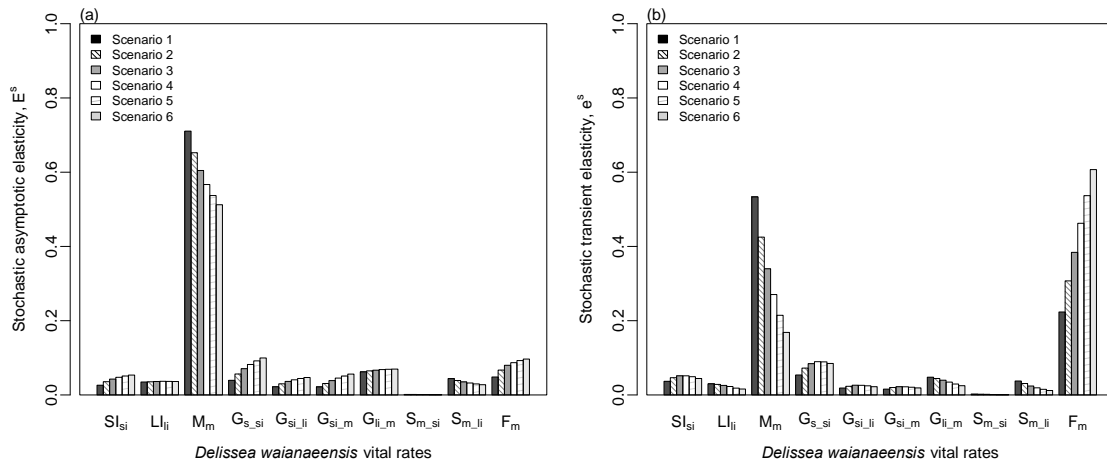 (a)
Stochastic asymptotic elasticity, E^s
1.0
0.8
0.6
0.4
0.2
0.0
Scenario 1
Scenario 2
Scenario 3
Scenario 4
Scenario 5
Scenario 6
SI_si LI_li M_m G_s_si G_si_li G_si_m G_li_m S_m_si S_m_li F_m
Delissea waianaeensis vital rates
(b)
Stochastic transient elasticity, e^s
1.0
0.8
0.6
0.4
0.2
0.0
Scenario 1
Scenario 2
Scenario 3
Scenario 4
Scenario 5
Scenario 6
SI_si LI_li M_m G_s_si G_si_li G_si_m G_li_m S_m_si S_m_li F_m
Delissea waianaeensis vital rates